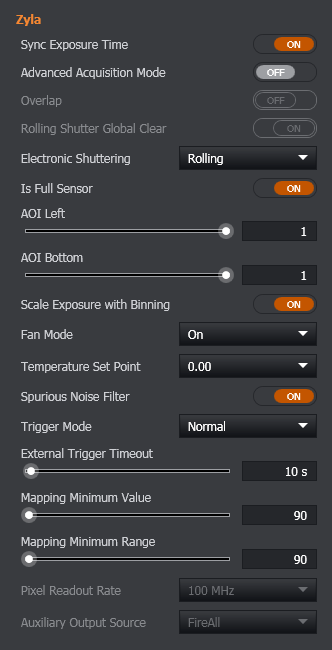 Zyla
Sync Exposure Time ON
Advanced Acquisition Mode OFF
Overlap OFF
Rolling Shutter Global Clear ON
Electronic Shuttering Rolling
Is Full Sensor ON
AOI Left
1
AOI Bottom
1
Scale Exposure with Binning ON
Fan Mode On
Temperature Set Point 0.00
Spurious Noise Filter ON
Trigger Mode Normal
External Trigger Timeout
10 s
Mapping Minimum Value
90
Mapping Minimum Range
90
Pixel Readout Rate 100 MHz
Auxiliary Output Source FireAll